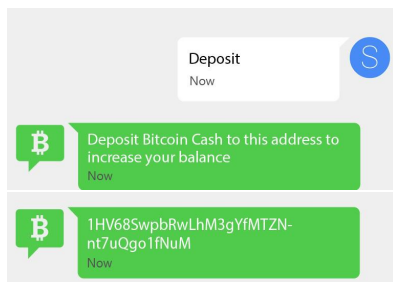 Deposit
Now
S
Deposit Bitcoin Cash to this address to
increase your balance
Now
1HV68SwpbRwLhM3gYfMTZN-
nt7uQgo1fNuM
Now